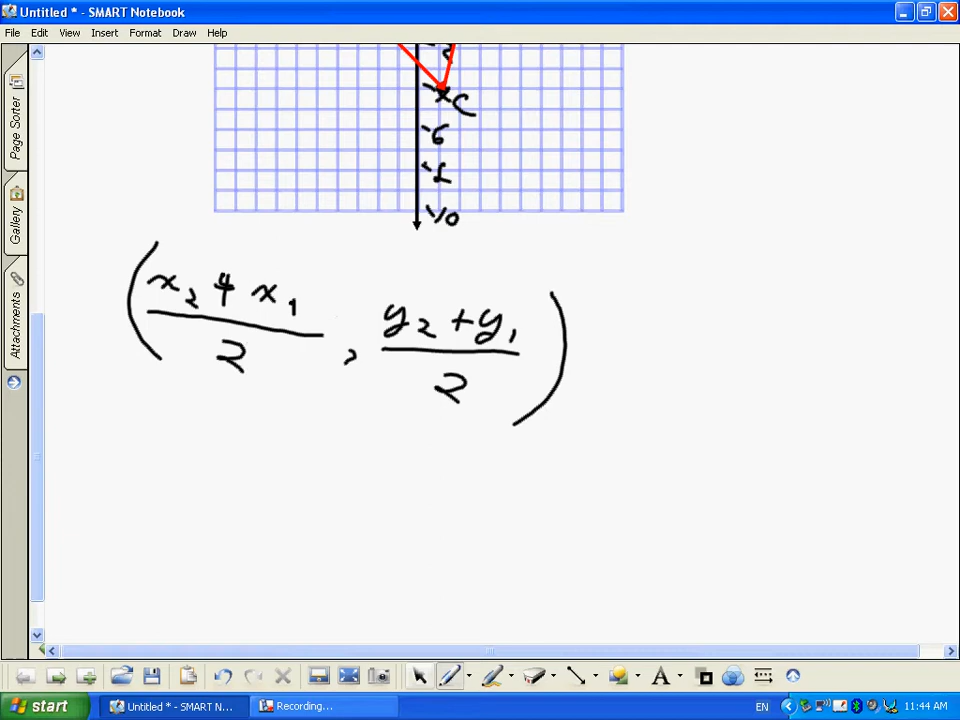 Untitled * - SMART Notebook
File Edit View Insert Format Draw Help
Page Sorter
Gallery
Attachments
C
-6
-10
( x₂ + x₁ / 2 , y₂ + y₁ / 2 )
start Untitled * - SMART N... Recording... EN 11:44 AM